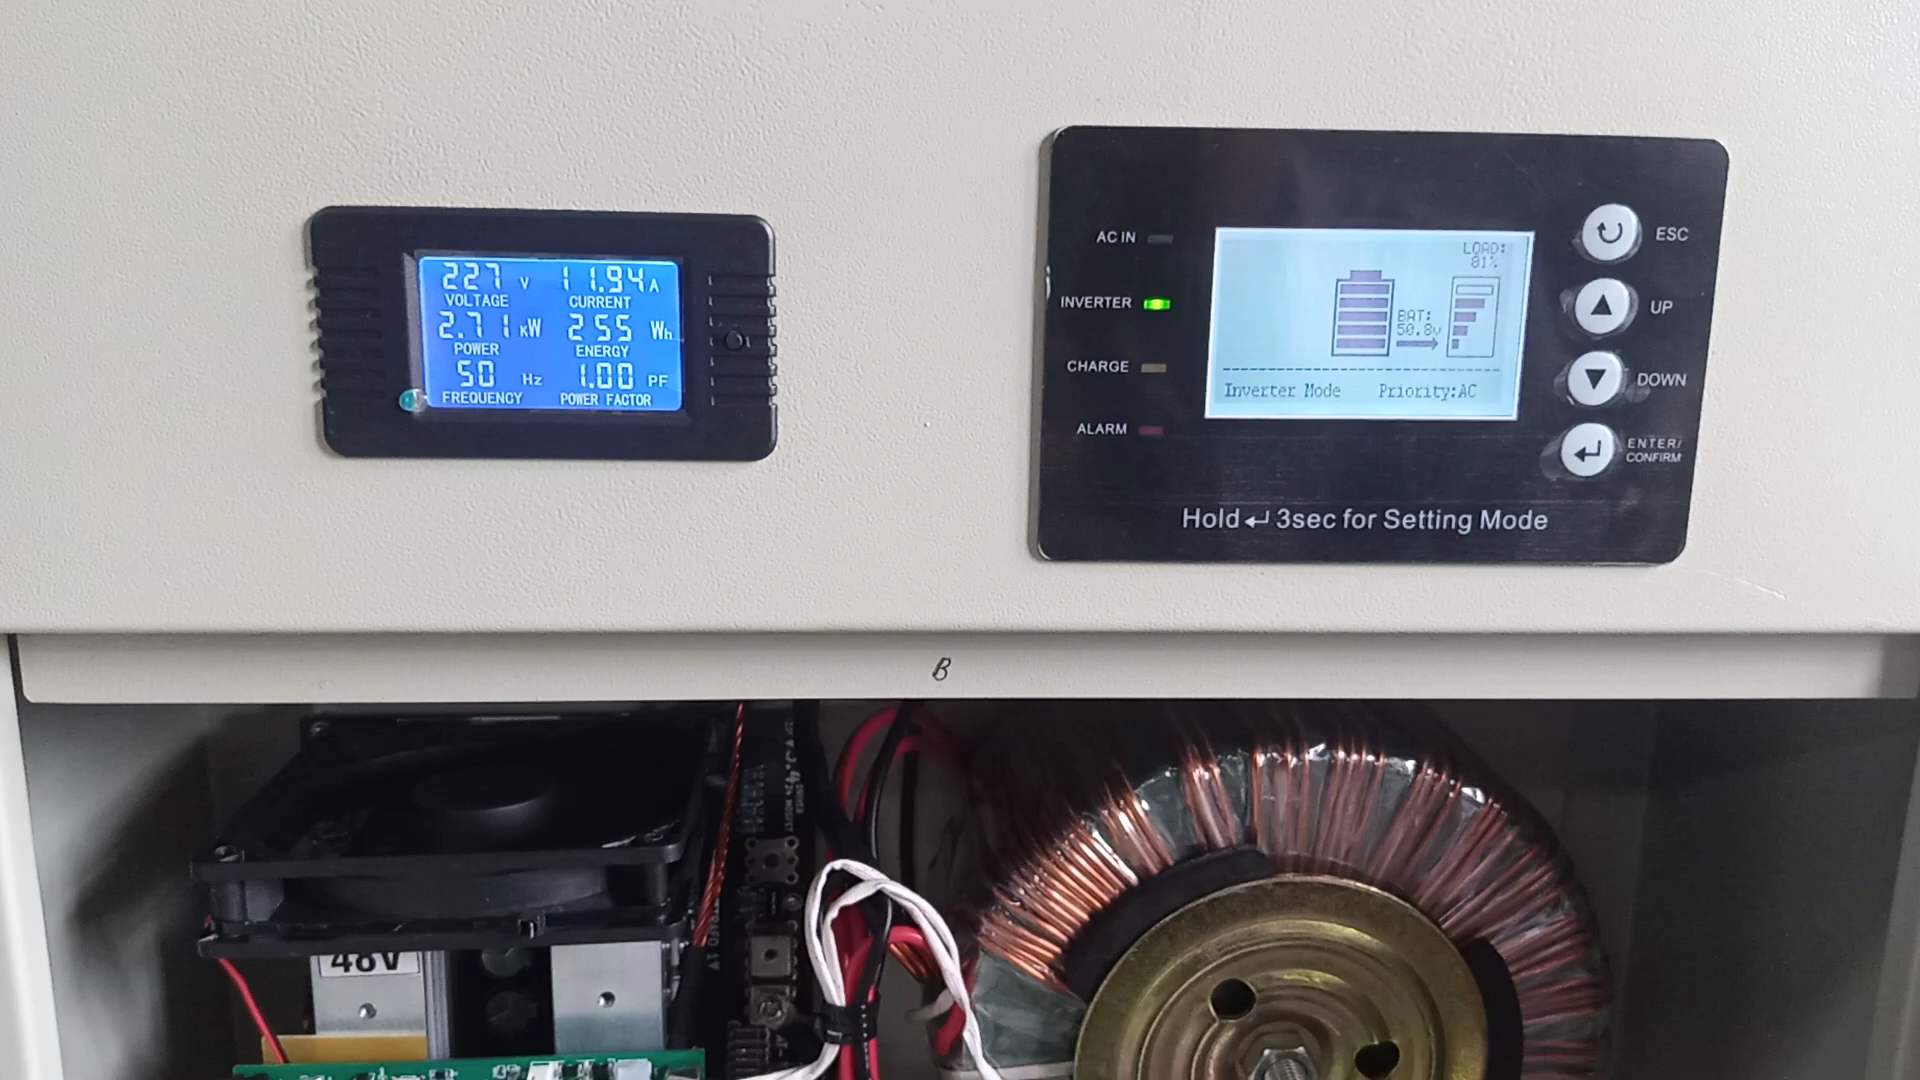 227 V 11.94 A
VOLTAGE CURRENT
2.71 KW 255 Wh
POWER ENERGY
50 Hz 1.00 PF
FREQUENCY POWER FACTOR
AC IN
INVERTER
CHARGE
ALARM
LOAD:
81%
BAT:
50.8v
Inverter Mode Priority:AC
ESC
UP
DOWN
ENTER/
CONFIRM
Hold ↵ 3sec for Setting Mode
B
48V